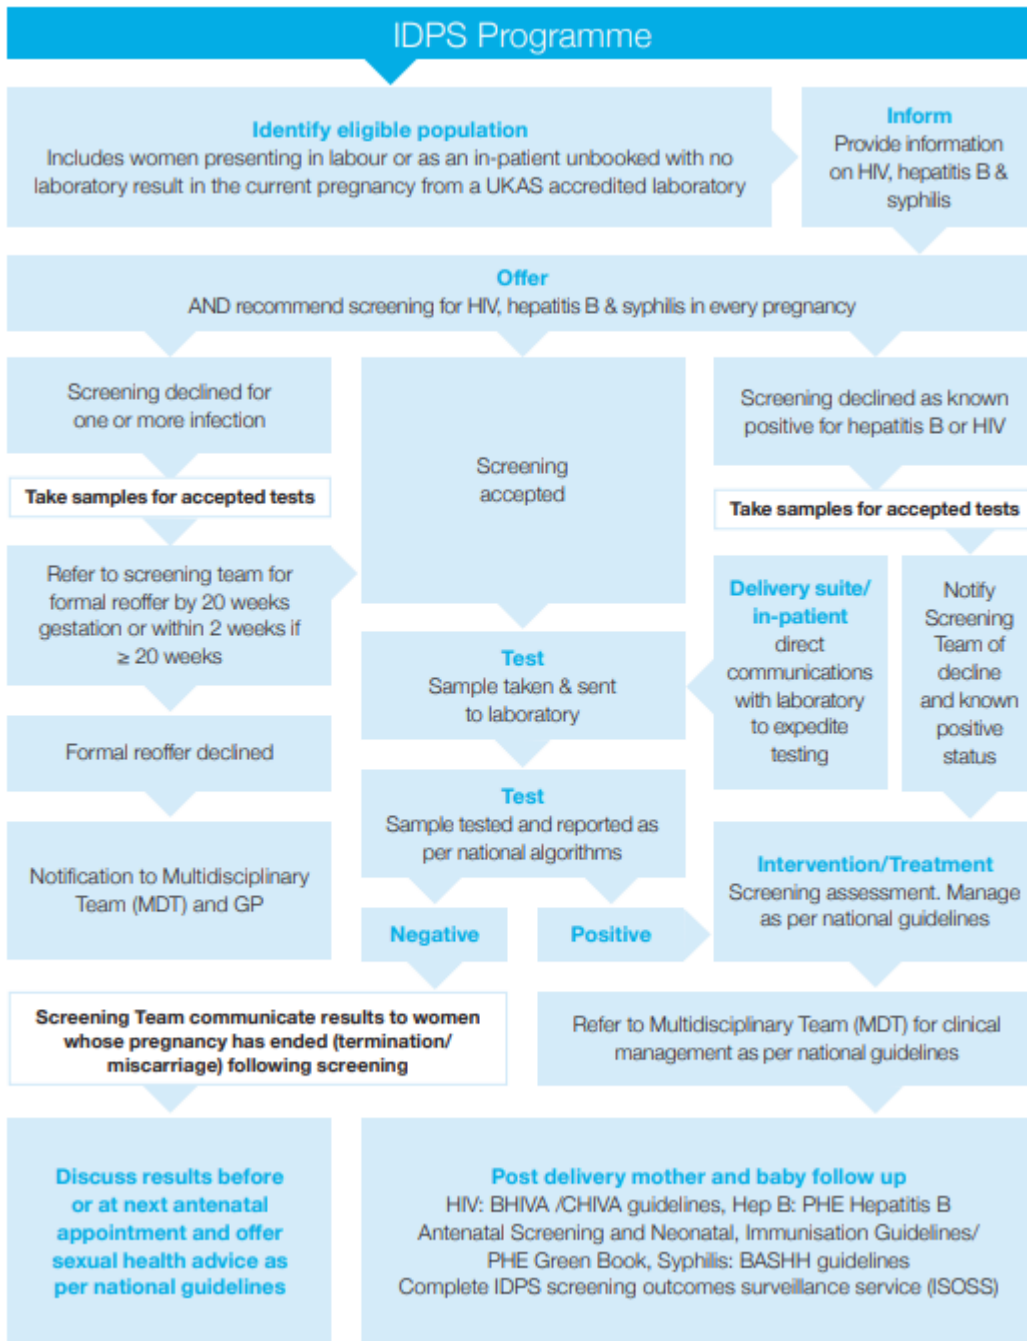 IDPS Programme
Identify eligible population
Includes women presenting in labour or as an in-patient unbooked with no
laboratory result in the current pregnancy from a UKAS accredited laboratory
Inform
Provide information
on HIV, hepatitis B &
syphilis
Offer
AND recommend screening for HIV, hepatitis B & syphilis in every pregnancy
Screening declined for
one or more infection
Take samples for accepted tests
Refer to screening team for
formal reoffer by 20 weeks
gestation or within 2 weeks if
≥ 20 weeks
Formal reoffer declined
Notification to Multidisciplinary
Team (MDT) and GP
Screening
accepted
Test
Sample taken & sent
to laboratory
Test
Sample tested and reported as
per national algorithms
Negative
Positive
Screening declined as known
positive for hepatitis B or HIV
Take samples for accepted tests
Delivery suite/
in-patient
direct
communications
with laboratory
to expedite
testing
Notify
Screening
Team of
decline
and known
positive
status
Intervention/Treatment
Screening assessment. Manage
as per national guidelines
Screening Team communicate results to women
whose pregnancy has ended (termination/
miscarriage) following screening
Refer to Multidisciplinary Team (MDT) for clinical
management as per national guidelines
Discuss results before
or at next antenatal
appointment and offer
sexual health advice as
per national guidelines
Post delivery mother and baby follow up
HIV: BHIVA /CHIVA guidelines, Hep B: PHE Hepatitis B
Antenatal Screening and Neonatal, Immunisation Guidelines/
PHE Green Book, Syphilis: BASHH guidelines
Complete IDPS screening outcomes surveillance service (ISOSS)